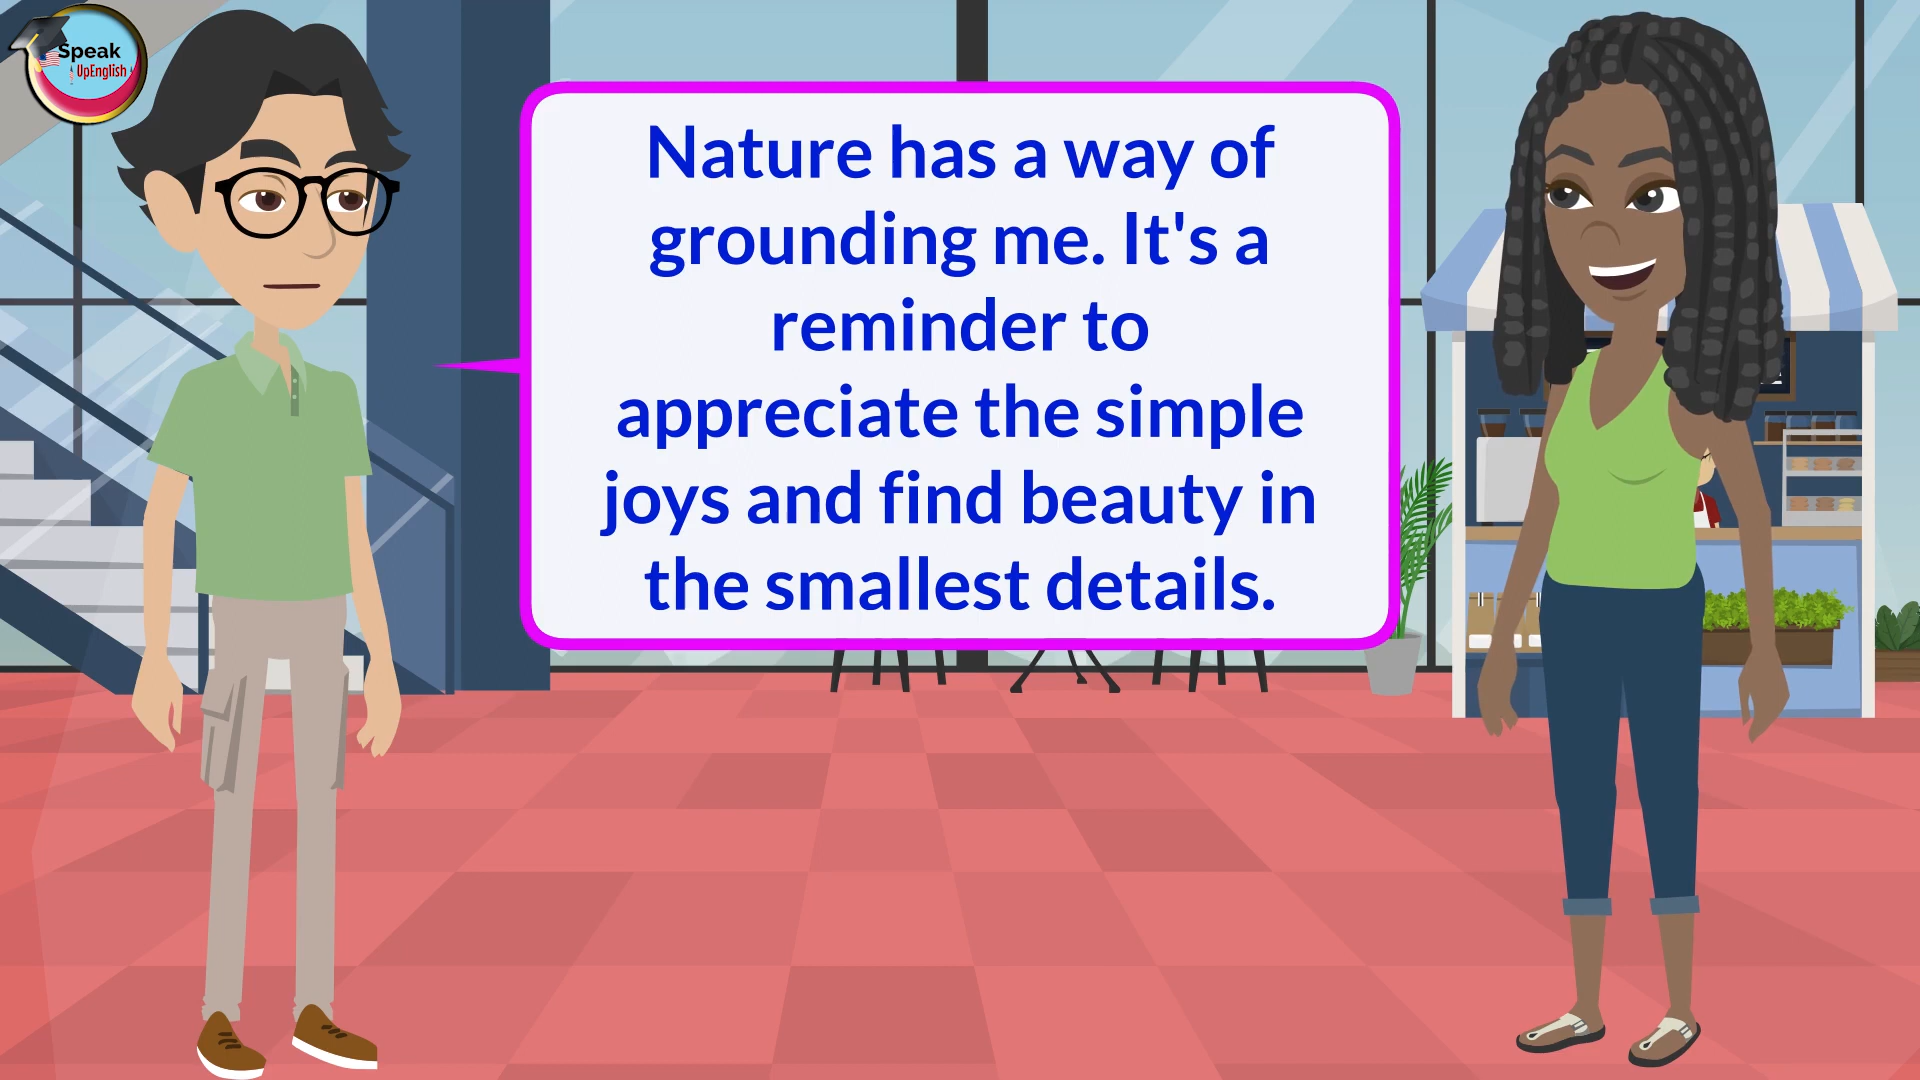 Speak
UpEnglish
Nature has a way of
grounding me. It's a
reminder to
appreciate the simple
joys and find beauty in
the smallest details.